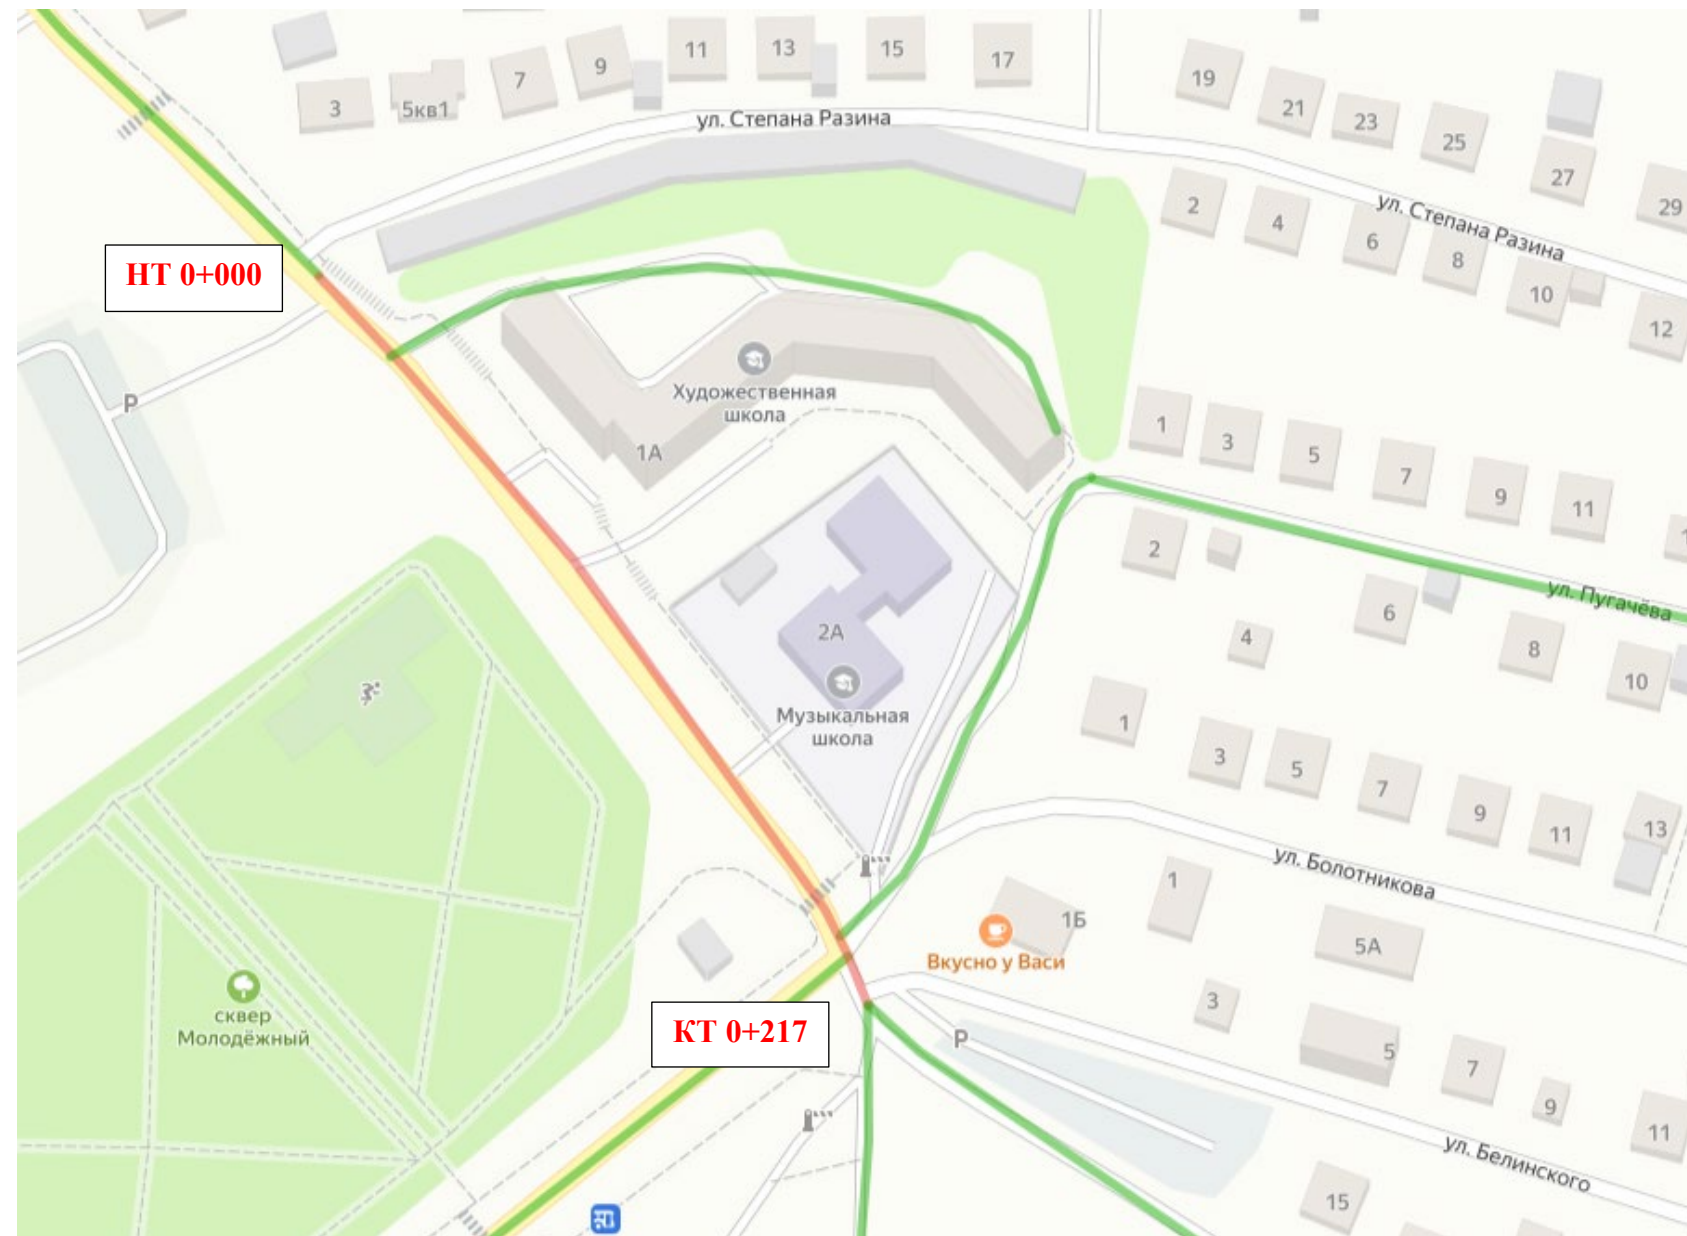 11
13
15
17
9
7
3
5кв1
19
21
23
25
27
29
ул. Степана Разина
2
4
6
8
10
12
ул. Степана Разина
НТ 0+000
P
Художественная
школа
1А
1
3
5
7
9
11
2
2А
Музыкальная
школа
4
6
8
10
ул. Пугачёва
1
3
5
7
9
11
13
ул. Болотникова
1
1Б
5А
Вкусно у Васи
3
сквер
Молодёжный
КТ 0+217
P
5
7
9
11
ул. Белинского
15